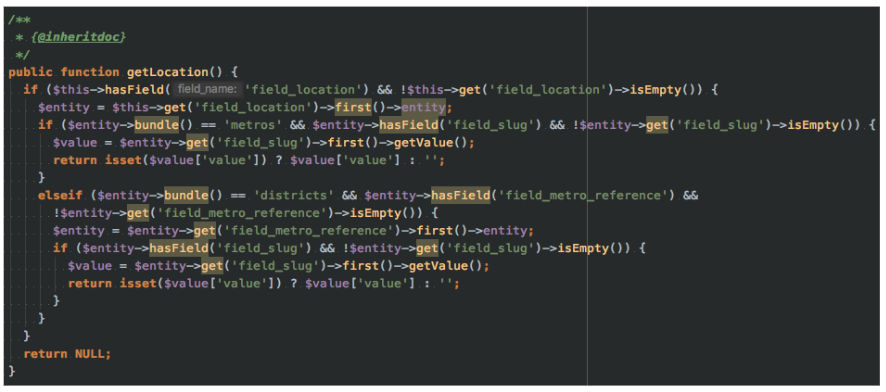 /**
 * {@inheritdoc}
 */
public function getLocation() {
  if ($this->hasField( field_name: 'field_location') && !$this->get('field_location')->isEmpty()) {
    $entity = $this->get('field_location')->first()->entity;
    if ($entity->bundle() == 'metros' && $entity->hasField('field_slug') && !$entity->get('field_slug')->isEmpty()) {
      $value = $entity->get('field_slug')->first()->getValue();
      return isset($value['value']) ? $value['value'] : '';
    }
    elseif ($entity->bundle() == 'districts' && $entity->hasField('field_metro_reference') &&
      !$entity->get('field_metro_reference')->isEmpty()) {
      $entity = $entity->get('field_metro_reference')->first()->entity;
      if ($entity->hasField('field_slug') && !$entity->get('field_slug')->isEmpty()) {
        $value = $entity->get('field_slug')->first()->getValue();
        return isset($value['value']) ? $value['value'] : '';
      }
    }
  }
  return NULL;
}